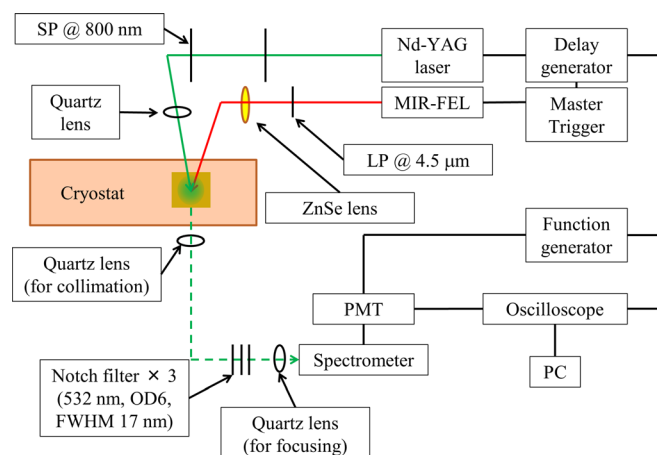 SP @ 800 nm
Nd-YAG
laser
Delay
generator
Quartz
lens
MIR-FEL
Master
Trigger
LP @ 4.5 μm
Cryostat
ZnSe lens
Function
generator
Quartz lens
(for collimation)
PMT
Oscilloscope
Spectrometer
PC
Notch filter × 3
(532 nm, OD6,
FWHM 17 nm)
Quartz lens
(for focusing)